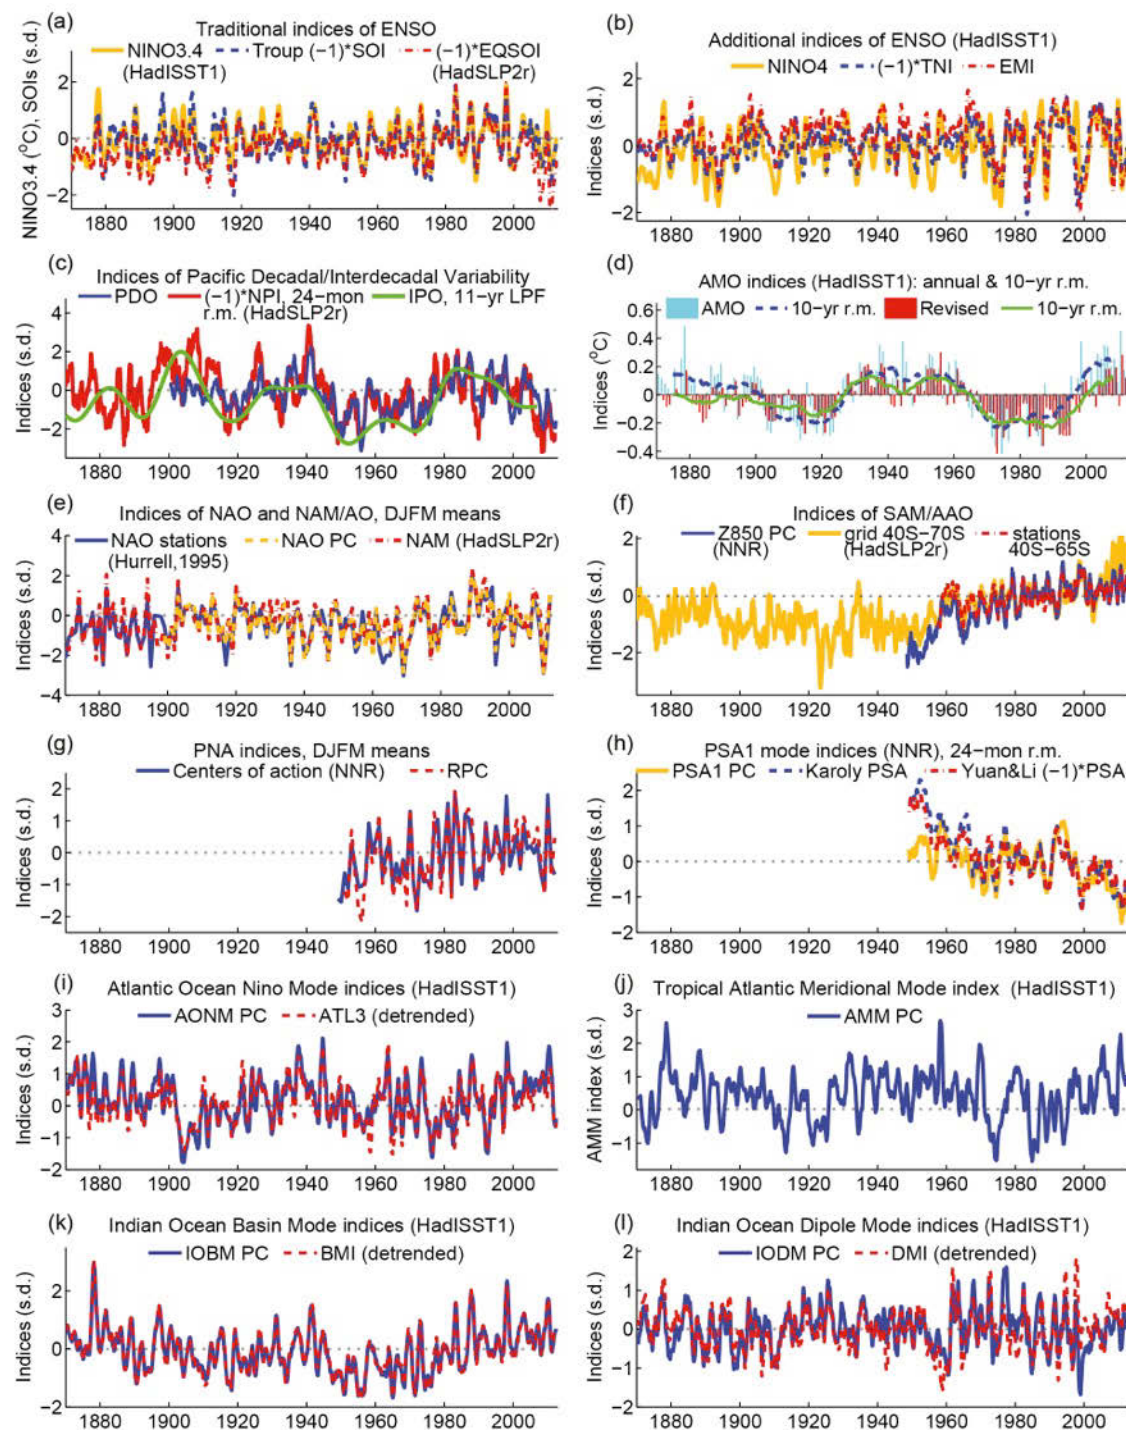 (a)
Traditional indices of ENSO
NINO3.4 (HadISST1) Troup (−1)*SOI (−1)*EQSOI (HadSLP2r)
NINO3.4 (°C), SOIs (s.d.)
2
0
−2
1880 1900 1920 1940 1960 1980 2000
(b)
Additional indices of ENSO (HadISST1)
NINO4 (−1)*TNI EMI
Indices (s.d.)
2
0
−2
1880 1900 1920 1940 1960 1980 2000
(c)
Indices of Pacific Decadal/Interdecadal Variability
PDO (−1)*NPI, 24−mon IPO, 11−yr LPF
r.m. (HadSLP2r)
Indices (s.d.)
4
2
0
−2
1880 1900 1920 1940 1960 1980 2000
(d)
AMO indices (HadISST1): annual & 10−yr r.m.
AMO 10−yr r.m. Revised 10−yr r.m.
Indices (°C)
0.6
0.4
0.2
0
−0.2
−0.4
1880 1900 1920 1940 1960 1980 2000
(e)
Indices of NAO and NAM/AO, DJFM means
NAO stations NAO PC NAM (HadSLP2r)
(Hurrell,1995)
Indices (s.d.)
4
2
0
−2
−4
1880 1900 1920 1940 1960 1980 2000
(f)
Indices of SAM/AAO
Z850 PC grid 40S−70S stations
(NNR) (HadSLP2r) 40S−65S
Indices (s.d.)
2
0
−2
1880 1900 1920 1940 1960 1980 2000
(g)
PNA indices, DJFM means
Centers of action (NNR) RPC
Indices (s.d.)
2
1
0
−1
−2
1880 1900 1920 1940 1960 1980 2000
(h)
PSA1 mode indices (NNR), 24−mon r.m.
PSA1 PC Karoly PSA Yuan&Li (−1)*PSA
Indices (s.d.)
2
1
0
−1
−2
1880 1900 1920 1940 1960 1980 2000
(i)
Atlantic Ocean Nino Mode indices (HadISST1)
AONM PC ATL3 (detrended)
Indices (s.d.)
3
2
1
0
−1
−2
1880 1900 1920 1940 1960 1980 2000
(j)
Tropical Atlantic Meridional Mode index (HadISST1)
AMM PC
AMM index (s.d.)
3
2
1
0
−1
1880 1900 1920 1940 1960 1980 2000
(k)
Indian Ocean Basin Mode indices (HadISST1)
IOBM PC BMI (detrended)
Indices (s.d.)
2
0
−2
1880 1900 1920 1940 1960 1980 2000
(l)
Indian Ocean Dipole Mode indices (HadISST1)
IODM PC DMI (detrended)
Indices (s.d.)
2
1
0
−1
−2
1880 1900 1920 1940 1960 1980 2000